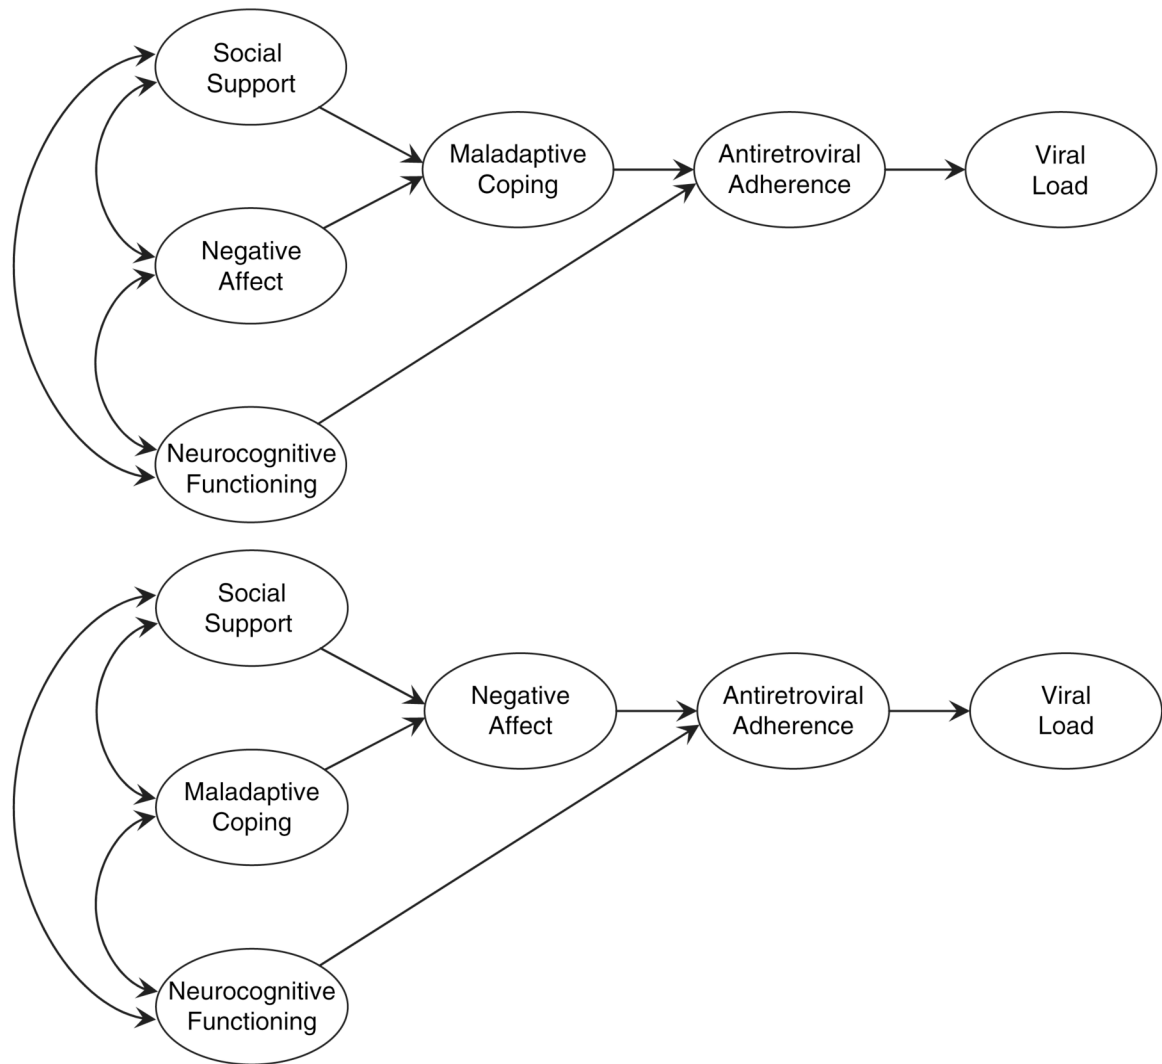 Social
Support
Maladaptive
Coping
Antiretroviral
Adherence
Viral
Load
Negative
Affect
Neurocognitive
Functioning
Social
Support
Negative
Affect
Antiretroviral
Adherence
Viral
Load
Maladaptive
Coping
Neurocognitive
Functioning